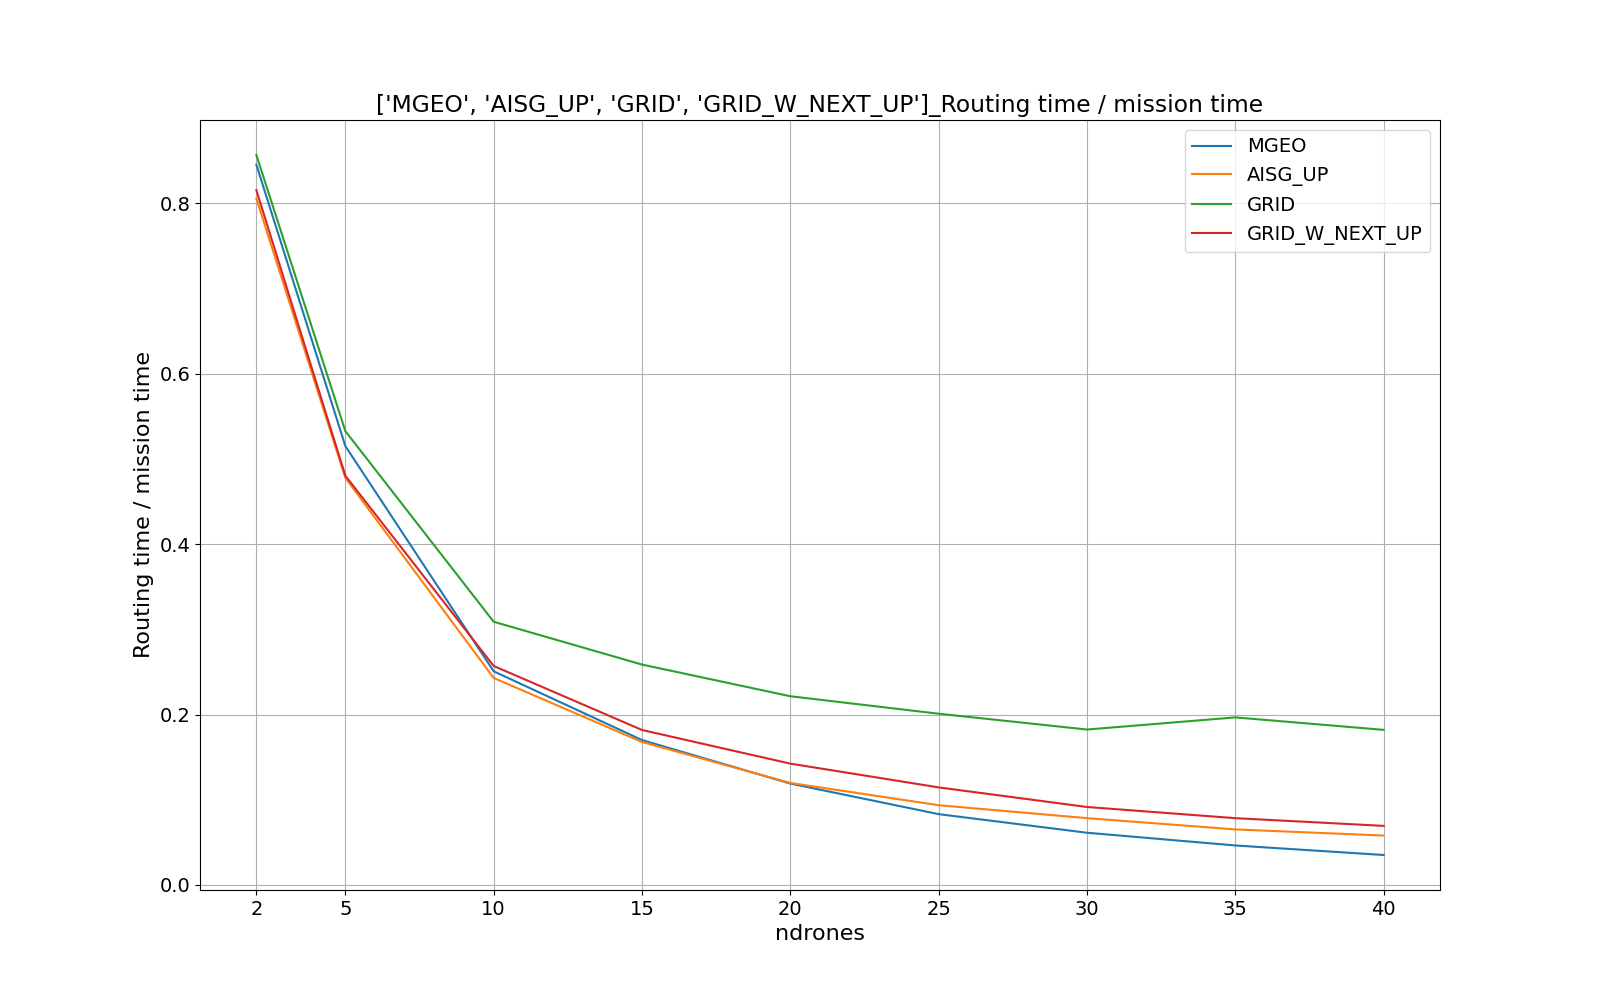 ['MGEO', 'AISG_UP', 'GRID', 'GRID_W_NEXT_UP']_Routing time / mission time
MGEO
AISG_UP
GRID
GRID_W_NEXT_UP
Routing time / mission time
0.8
0.6
0.4
0.2
0.0
2 5 10 15 20 25 30 35 40
ndrones